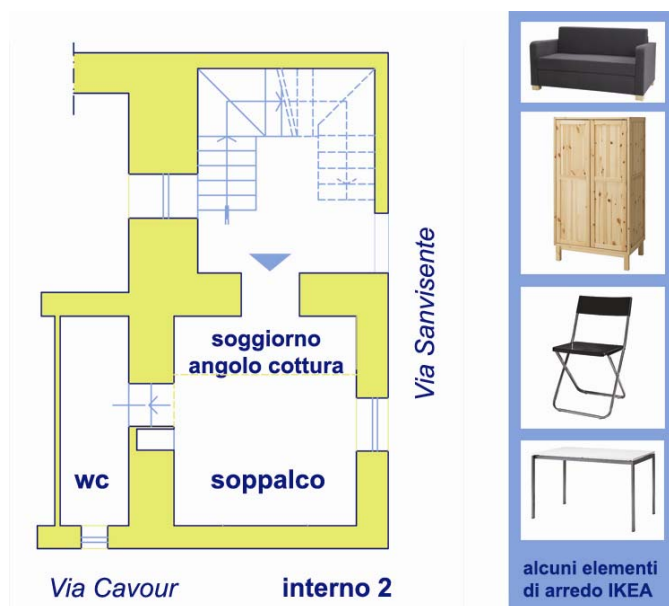 soggiorno
angolo cottura
Via Sanvisente
wc
soppalco
Via Cavour
interno 2
alcuni elementi
di arredo IKEA